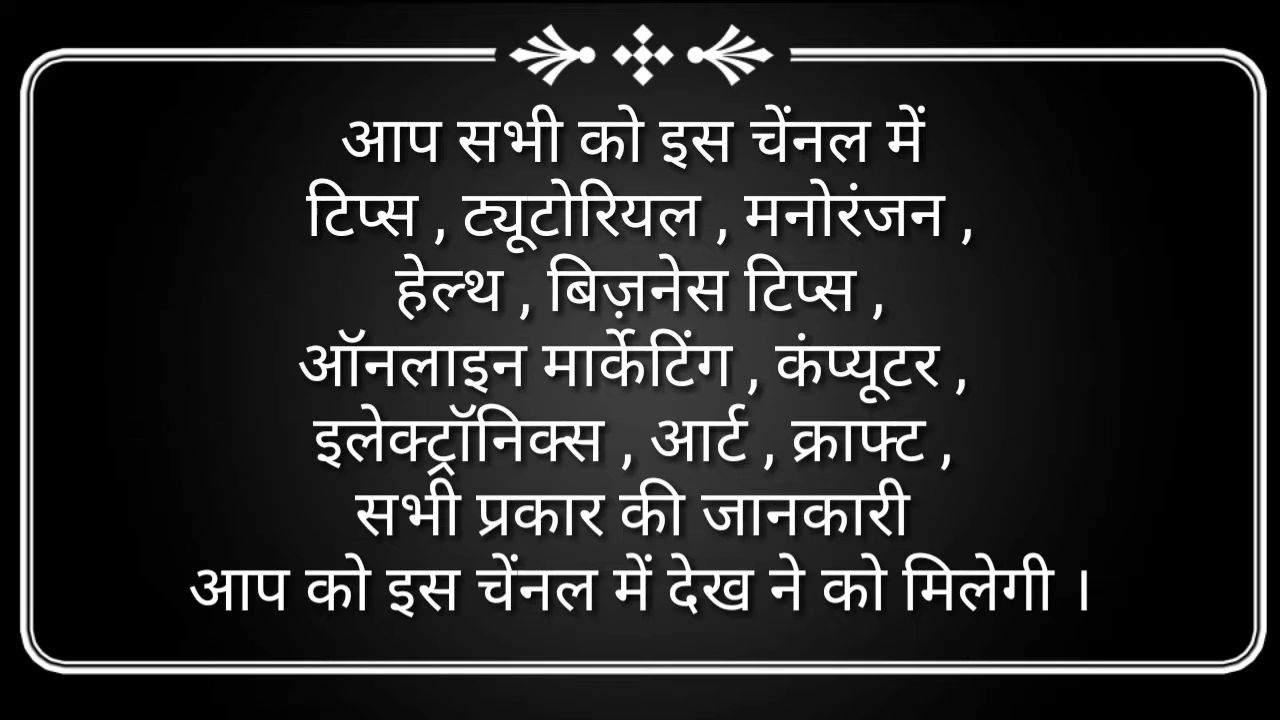 आप सभी को इस चेंनल में
टिप्स , ट्यूटोरियल , मनोरंजन ,
हेल्थ , बिज़नेस टिप्स ,
ऑनलाइन मार्केटिंग , कंप्यूटर ,
इलेक्ट्रॉनिक्स , आर्ट , क्राफ्ट ,
सभी प्रकार की जानकारी
आप को इस चेंनल में देख ने को मिलेगी ।